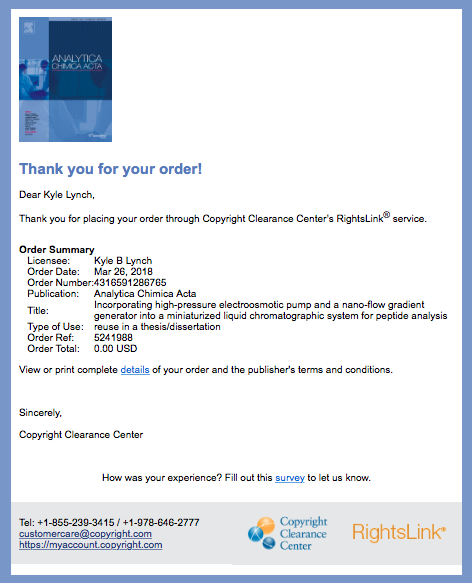 ANALYTICA
CHIMICA ACTA
Thank you for your order!
Dear Kyle Lynch,
Thank you for placing your order through Copyright Clearance Center's RightsLink® service.
Order Summary
Licensee: Kyle B Lynch
Order Date: Mar 26, 2018
Order Number:4316591286765
Publication: Analytica Chimica Acta
Title: Incorporating high-pressure electroosmotic pump and a nano-flow gradient
generator into a miniaturized liquid chromatographic system for peptide analysis
Type of Use: reuse in a thesis/dissertation
Order Ref: 5241988
Order Total: 0.00 USD
View or print complete details of your order and the publisher's terms and conditions.
Sincerely,
Copyright Clearance Center
How was your experience? Fill out this survey to let us know.
Tel: +1-855-239-3415 / +1-978-646-2777
customercare@copyright.com
https://myaccount.copyright.com
Copyright
Clearance
Center
RightsLink®